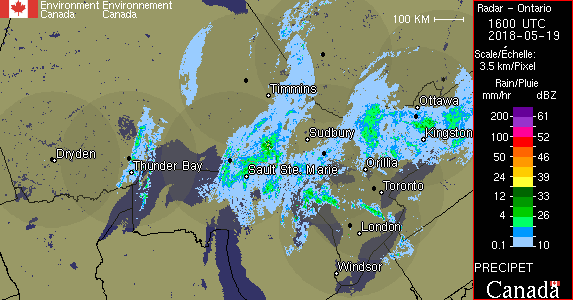 Environment Environnement
Canada Canada
100 KM
Timmins
Ottawa
Sudbury
Kingston
Dryden
Thunder Bay
Sault Ste. Marie
Orillia
Toronto
London
Windsor
Radar - Ontario
1600 UTC
2018-05-19
Scale/Échelle:
3.5 km/Pixel
Rain/Pluie
mm/hr dBZ
200 61
100 52
50 46
24 39
12 33
4 26
0.1 10
PRECIPET
Canada